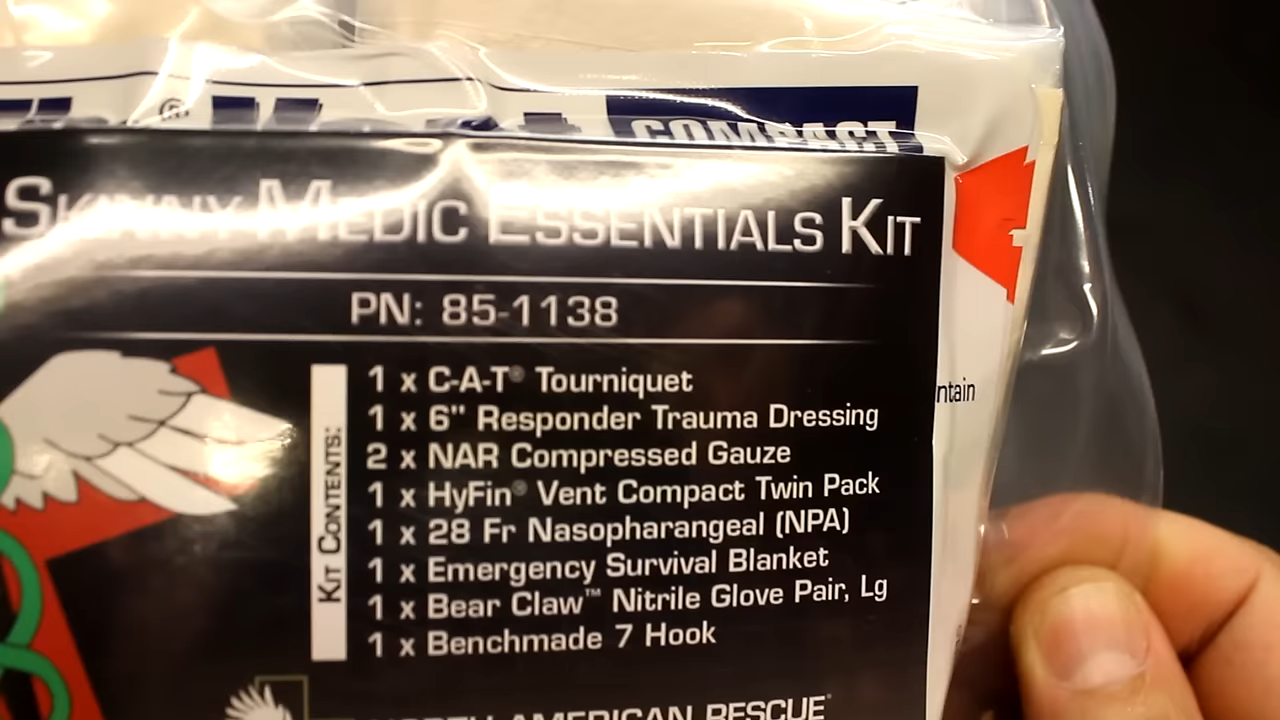 ®
COMPACT
SKINNY MEDIC ESSENTIALS KIT
PN: 85-1138
KIT CONTENTS:
1 x C-A-T® Tourniquet
1 x 6" Responder Trauma Dressing
2 x NAR Compressed Gauze
1 x HyFin® Vent Compact Twin Pack
1 x 28 Fr Nasopharangeal (NPA)
1 x Emergency Survival Blanket
1 x Bear Claw™ Nitrile Glove Pair, Lg
1 x Benchmade 7 Hook
ntain
NORTH AMERICAN RESCUE®